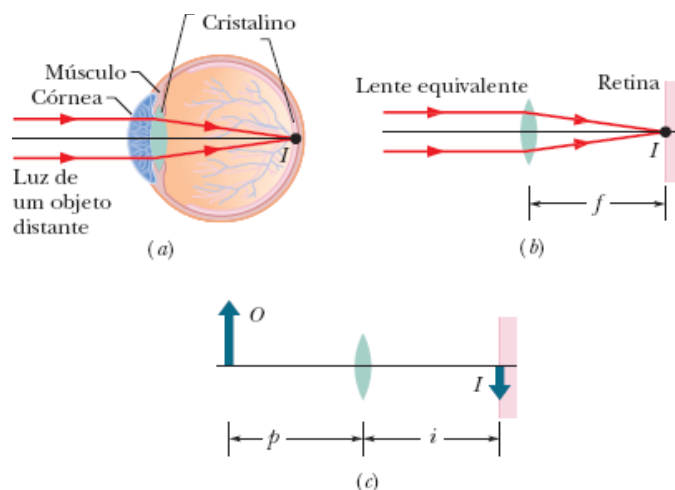 Cristalino
Músculo
Córnea
I
Luz de
um objeto
distante
(a)
Lente equivalente
Retina
I
f
(b)
O
I
p
i
(c)